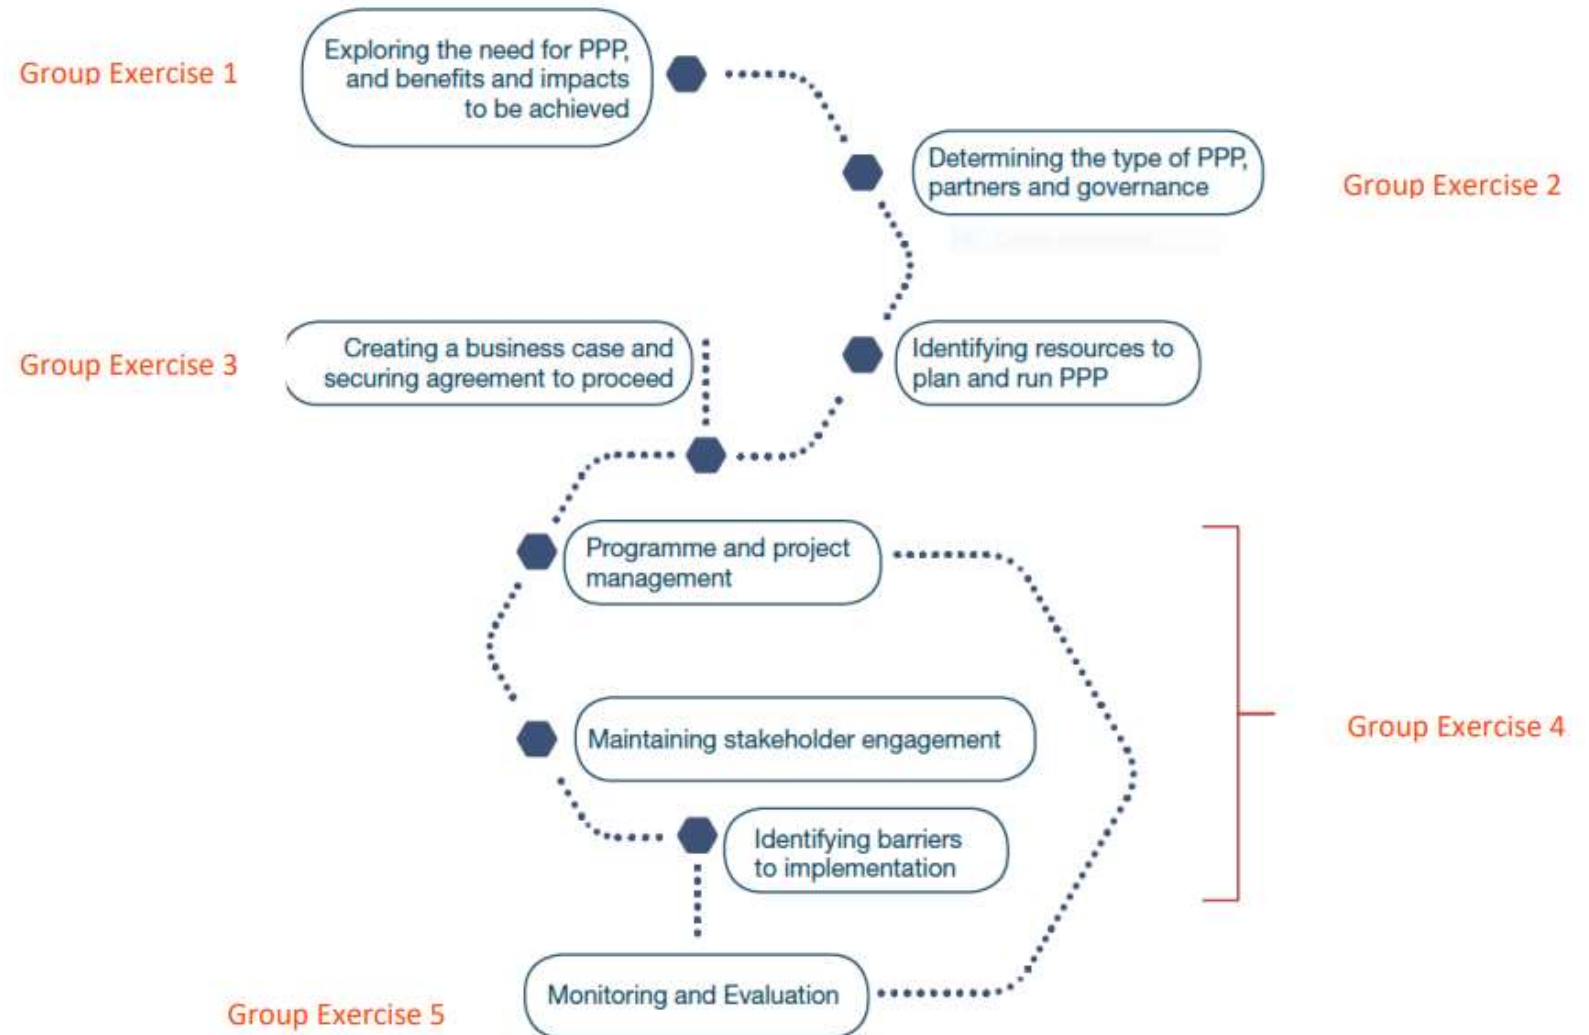 Group Exercise 1
Exploring the need for PPP,
and benefits and impacts
to be achieved
Determining the type of PPP,
partners and governance
Group Exercise 2
Group Exercise 3
Creating a business case and
securing agreement to proceed
Identifying resources to
plan and run PPP
Programme and project
management
Maintaining stakeholder engagement
Group Exercise 4
Identifying barriers
to implementation
Monitoring and Evaluation
Group Exercise 5